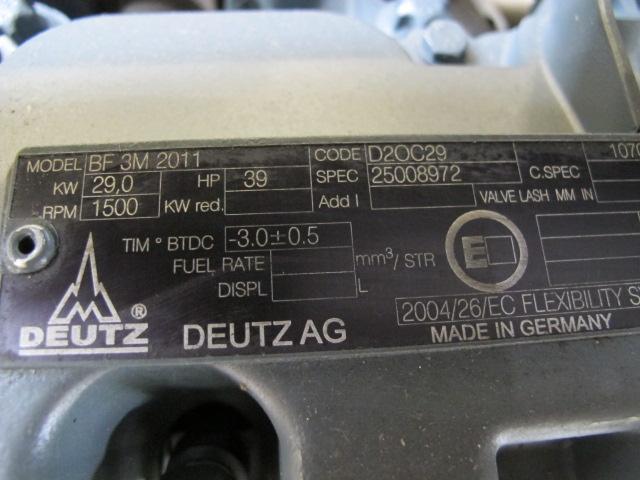 MODEL BF 3M 2011 CODE D2OC29 1070
KW 29,0 HP 39 SPEC 25008972 C.SPEC
RPM 1500 KW red. Add I VALVE LASH MM IN
TIM ° BTDC -3.0±0.5
FUEL RATE mm³/ STR E
DISPL L
2004/26/EC FLEXIBILITY S
DEUTZ ® DEUTZ AG MADE IN GERMANY